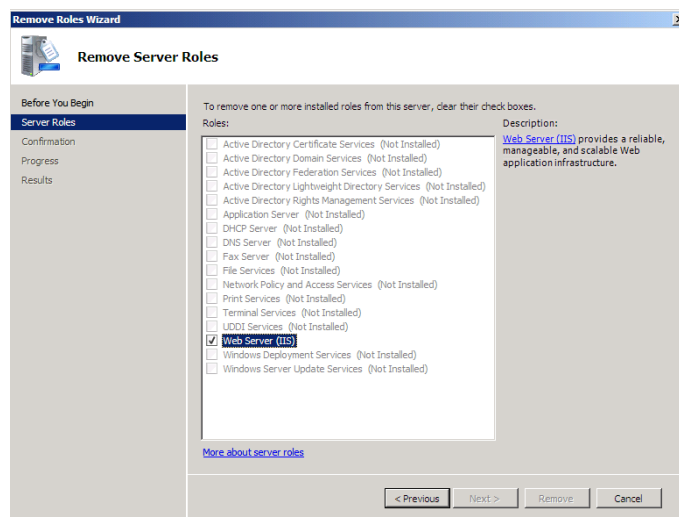 Remove Roles Wizard
Remove Server Roles
Before You Begin
Server Roles
Confirmation
Progress
Results
To remove one or more installed roles from this server, clear their check boxes.
Roles:
Active Directory Certificate Services (Not Installed)
Active Directory Domain Services (Not Installed)
Active Directory Federation Services (Not Installed)
Active Directory Lightweight Directory Services (Not Installed)
Active Directory Rights Management Services (Not Installed)
Application Server (Not Installed)
DHCP Server (Not Installed)
DNS Server (Not Installed)
Fax Server (Not Installed)
File Services (Not Installed)
Network Policy and Access Services (Not Installed)
Print Services (Not Installed)
Terminal Services (Not Installed)
UDDI Services (Not Installed)
Web Server (IIS)
Windows Deployment Services (Not Installed)
Windows Server Update Services (Not Installed)
Description:
Web Server (IIS) provides a reliable,
manageable, and scalable Web
application infrastructure.
More about server roles
< Previous
Next >
Remove
Cancel